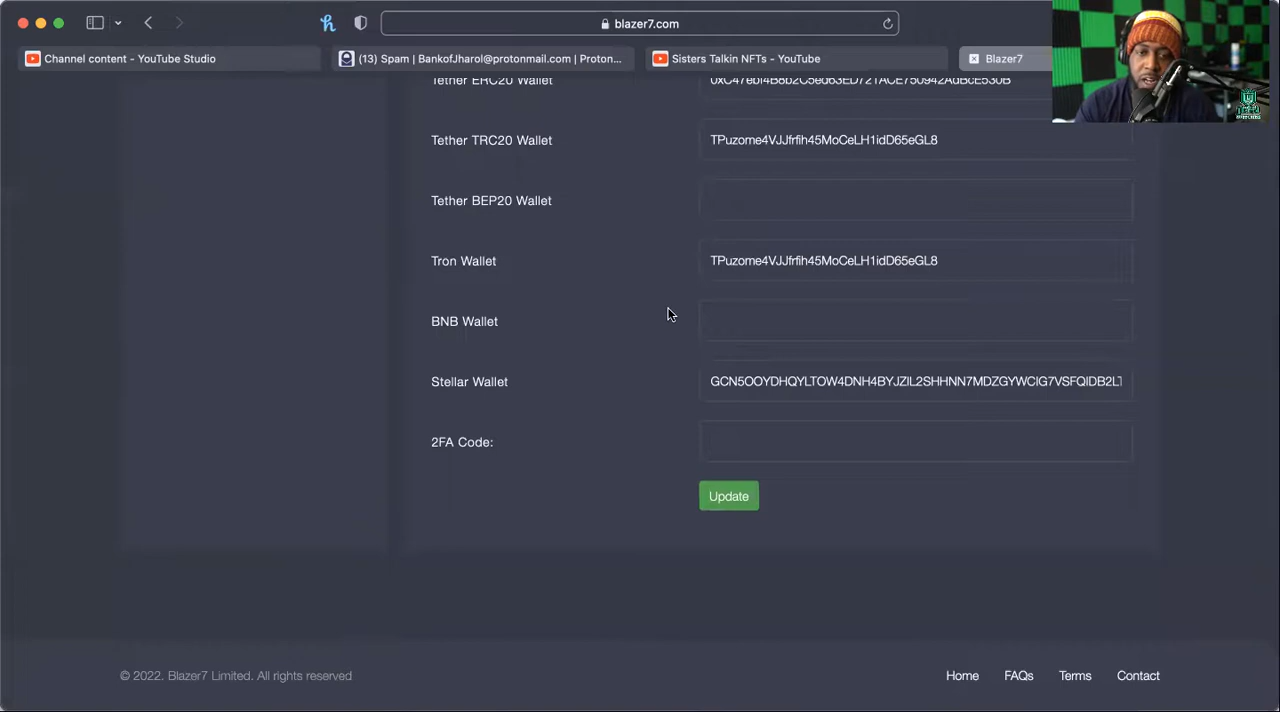 blazer7.com
Channel content - YouTube Studio
(13) Spam | BankofJharol@protonmail.com | Proton...
Sisters Talkin NFTs - YouTube
Blazer7
Tether ERC20 Wallet
Tether TRC20 Wallet
TPuzome4VJJfrfih45MoCeLH1idD65eGL8
Tether BEP20 Wallet
Tron Wallet
TPuzome4VJJfrfih45MoCeLH1idD65eGL8
BNB Wallet
Stellar Wallet
2FA Code:
Update
© 2022. Blazer7 Limited. All rights reserved
Home
FAQs
Terms
Contact